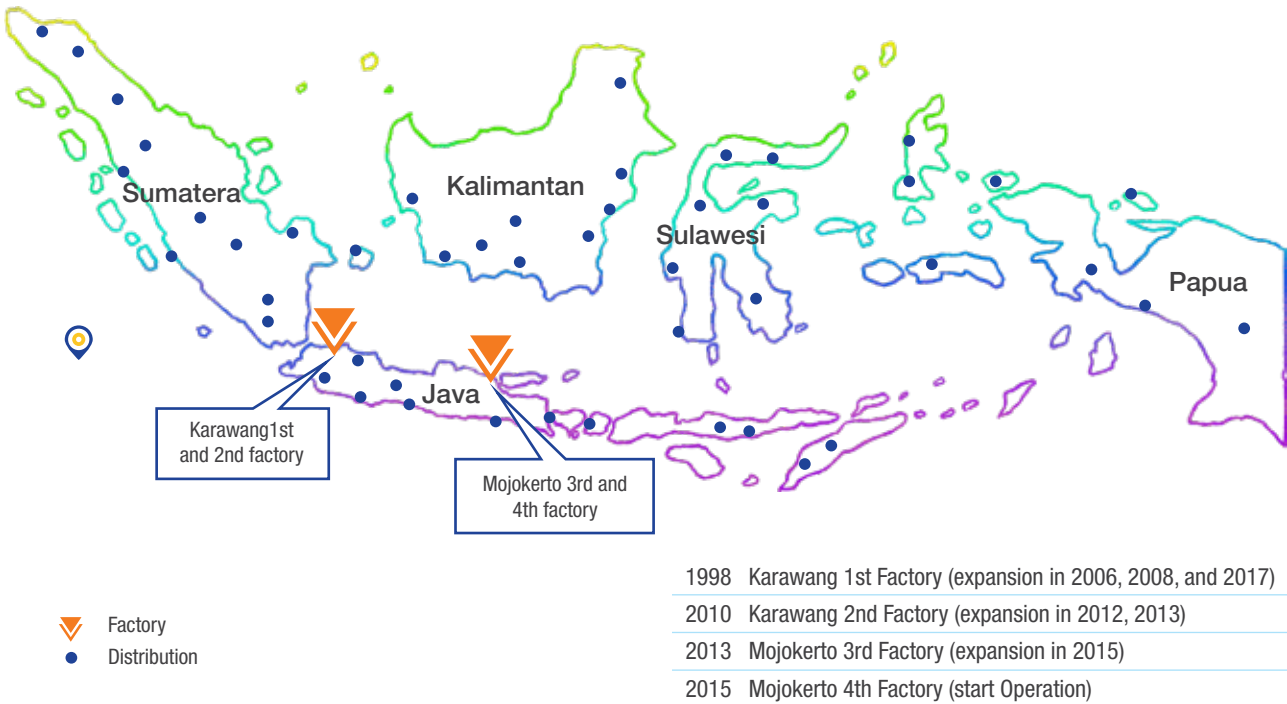 Sumatera
Kalimantan
Sulawesi
Papua
Java
Karawang1st
and 2nd factory
Mojokerto 3rd and
4th factory
Factory
Distribution
1998 Karawang 1st Factory (expansion in 2006, 2008, and 2017)
2010 Karawang 2nd Factory (expansion in 2012, 2013)
2013 Mojokerto 3rd Factory (expansion in 2015)
2015 Mojokerto 4th Factory (start Operation)